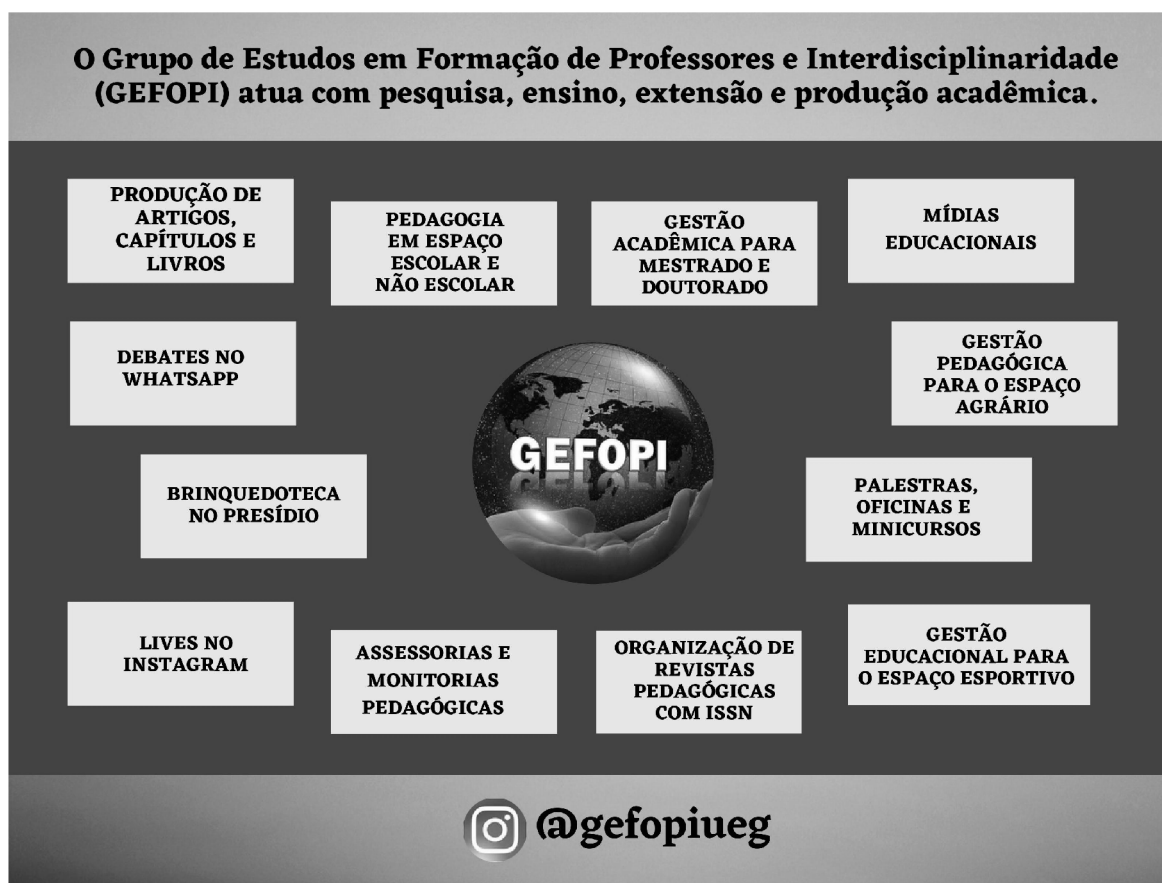 O Grupo de Estudos em Formação de Professores e Interdisciplinaridade
(GEFOPI) atua com pesquisa, ensino, extensão e produção acadêmica.
PRODUÇÃO DE
ARTIGOS,
CAPÍTULOS E
LIVROS
PEDAGOGIA
EM ESPAÇO
ESCOLAR E
NÃO ESCOLAR
GESTÃO
ACADÊMICA PARA
MESTRADO E
DOUTORADO
MÍDIAS
EDUCACIONAIS
DEBATES NO
WHATSAPP
GESTÃO
PEDAGÓGICA
PARA O ESPAÇO
AGRÁRIO
GEFOPI
BRINQUEDOTECA
NO PRESÍDIO
PALESTRAS,
OFICINAS E
MINICURSOS
LIVES NO
INSTAGRAM
ASSESSORIAS E
MONITORIAS
PEDAGÓGICAS
ORGANIZAÇÃO DE
REVISTAS
PEDAGÓGICAS
COM ISSN
GESTÃO
EDUCACIONAL PARA
O ESPAÇO ESPORTIVO
@gefopiueg